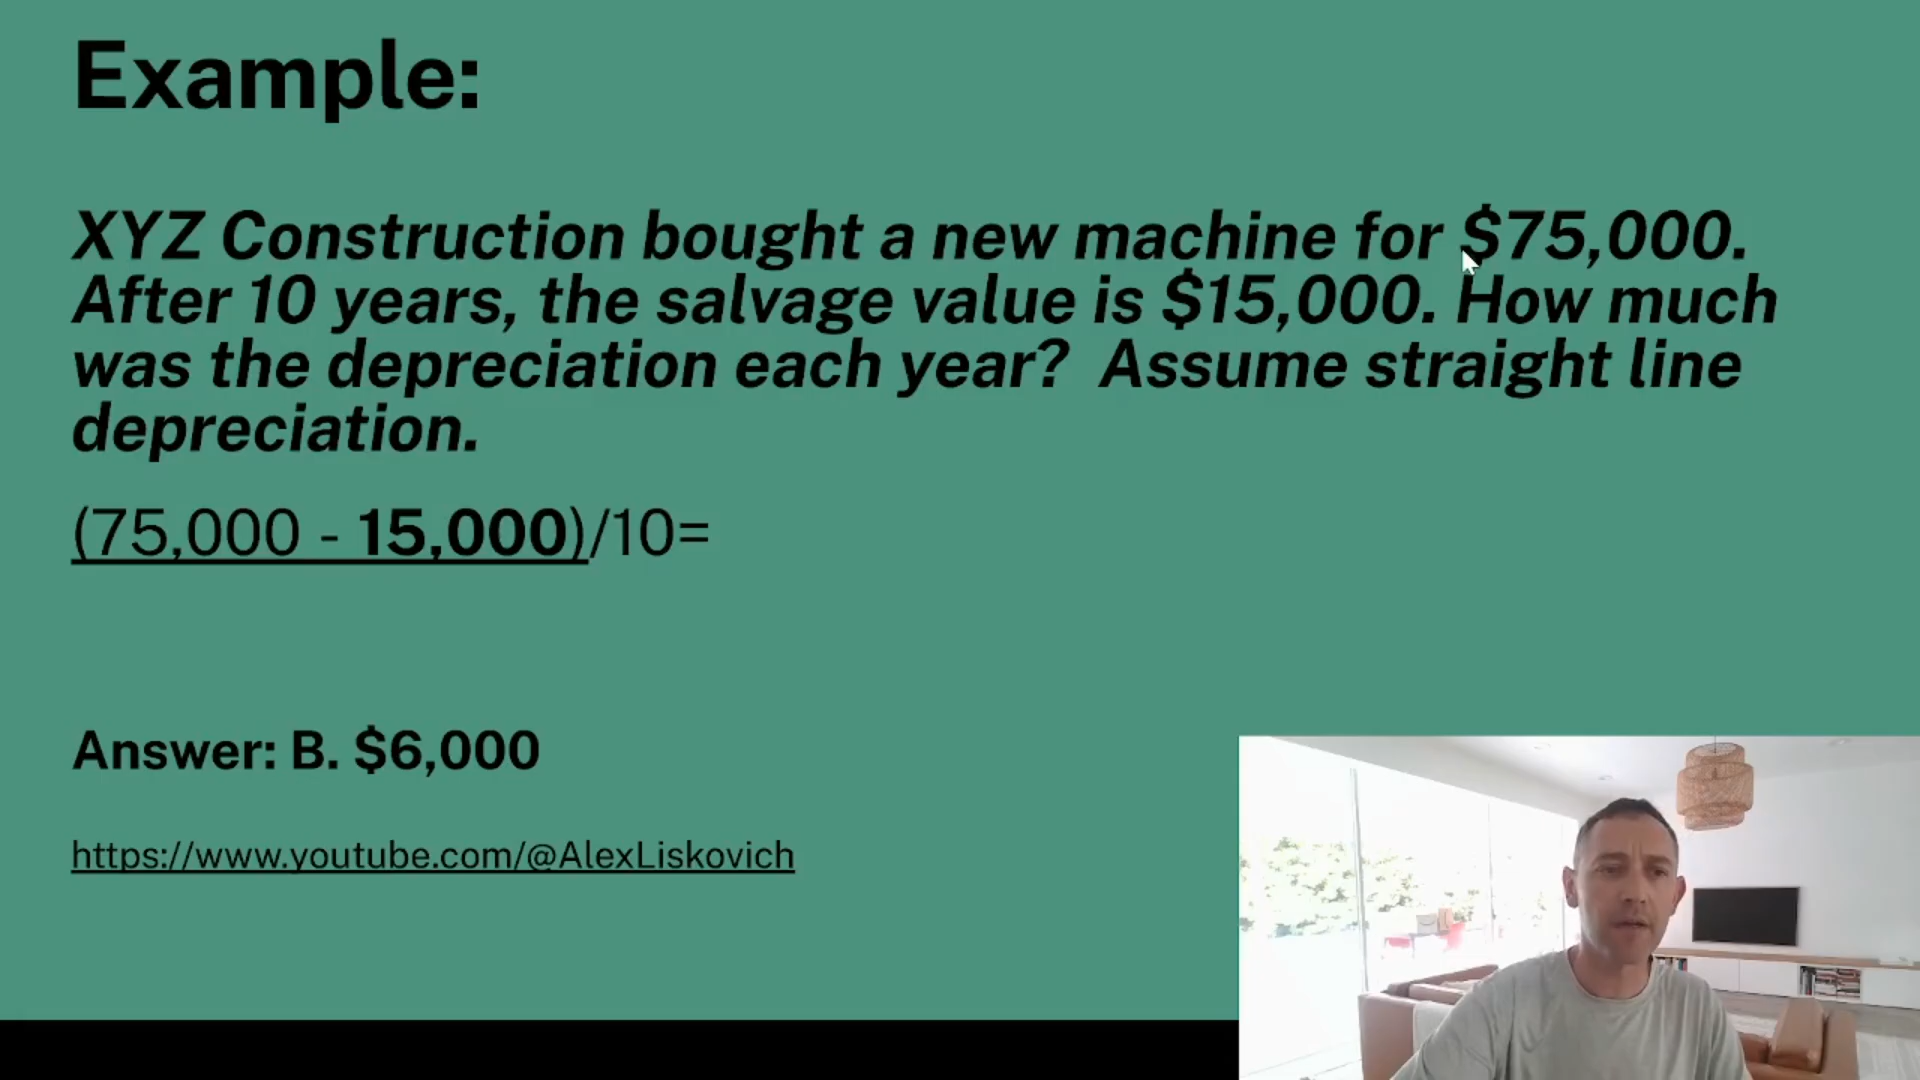 Example:
XYZ Construction bought a new machine for $75,000.
After 10 years, the salvage value is $15,000. How much
was the depreciation each year?  Assume straight line
depreciation.
(75,000 - 15,000)/10=
Answer: B. $6,000
https://www.youtube.com/@AlexLiskovich